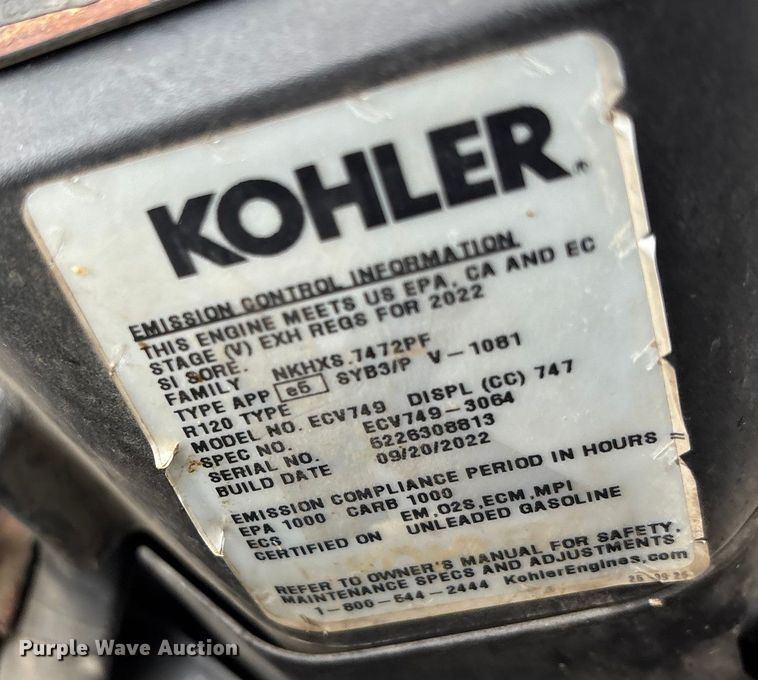 KOHLER®
EMISSION CONTROL INFORMATION
THIS ENGINE MEETS US EPA, CA AND EC
STAGE (V) EXH REGS FOR 2022
SI SORE.
FAMILY NKHXS.7472PF
TYPE APP e5 SYB3/P V-1081
R120 TYPE
MODEL NO. ECV749 DISPL (CC) 747
SPEC NO. ECV749-3064
SERIAL NO. 5226308813
BUILD DATE 09/20/2022
EMISSION COMPLIANCE PERIOD IN HOURS =
EPA 1000 CARB 1000
ECS EM,O2S,ECM,MPI
CERTIFIED ON UNLEADED GASOLINE
REFER TO OWNER'S MANUAL FOR SAFETY,
MAINTENANCE SPECS AND ADJUSTMENTS
1-800-544-2444 KohlerEngines.com
Purple Wave Auction